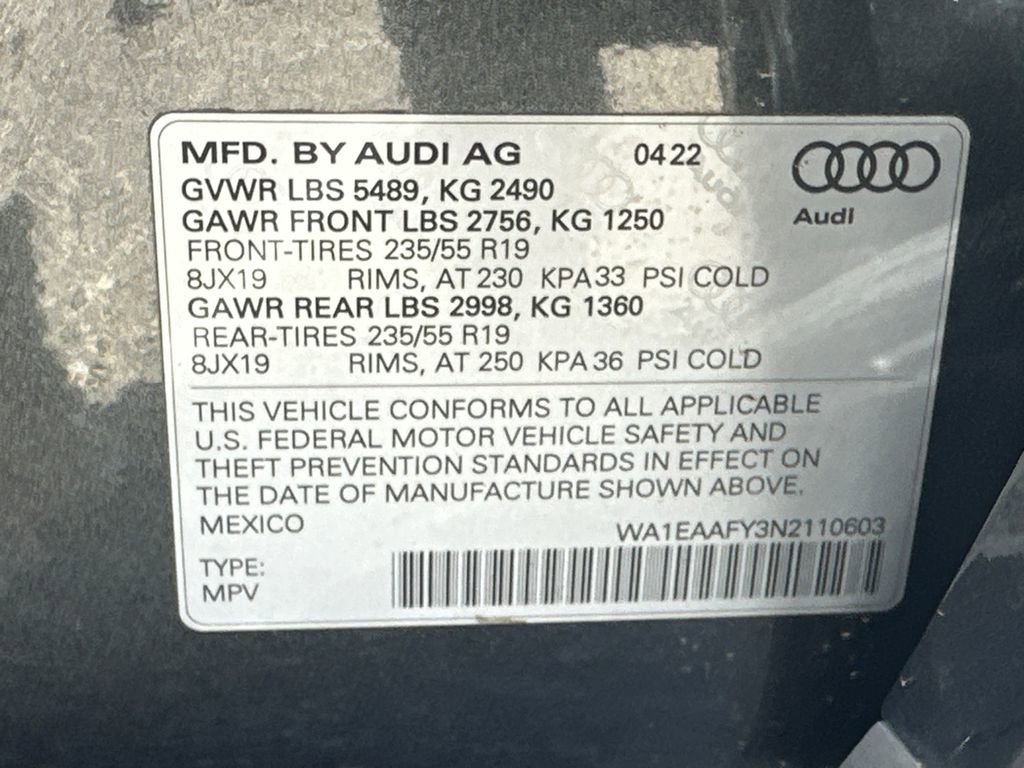 MFD. BY AUDI AG 0422
GVWR LBS 5489, KG 2490
GAWR FRONT LBS 2756, KG 1250
FRONT-TIRES 235/55 R19
8JX19 RIMS, AT 230 KPA 33 PSI COLD
GAWR REAR LBS 2998, KG 1360
REAR-TIRES 235/55 R19
8JX19 RIMS, AT 250 KPA 36 PSI COLD
Audi
THIS VEHICLE CONFORMS TO ALL APPLICABLE
U.S. FEDERAL MOTOR VEHICLE SAFETY AND
THEFT PREVENTION STANDARDS IN EFFECT ON
THE DATE OF MANUFACTURE SHOWN ABOVE.
MEXICO WA1EAAFY3N2110603
TYPE:
MPV